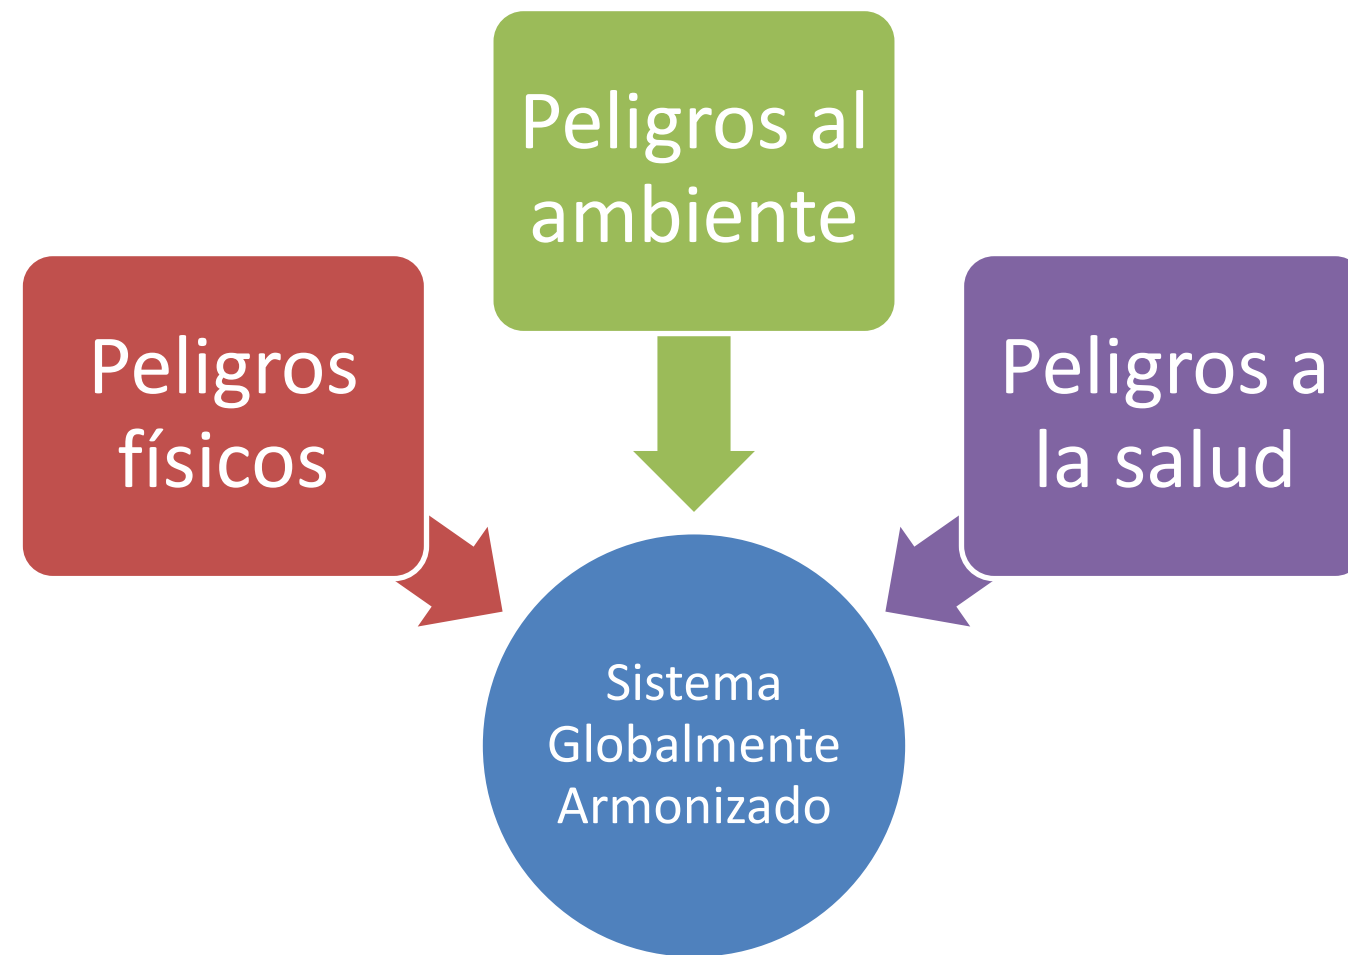 Peligros al
ambiente
Peligros
físicos
Peligros a
la salud
Sistema
Globalmente
Armonizado